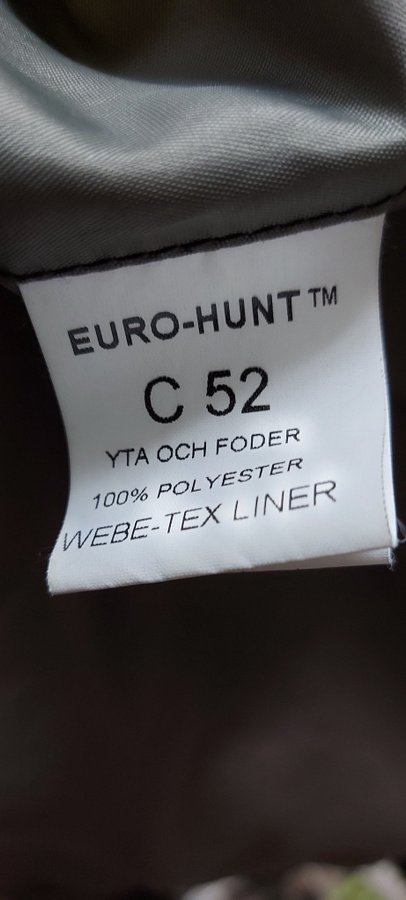 EURO-HUNT™
C 52
YTA OCH FODER
100% POLYESTER
WEBE-TEX LINER